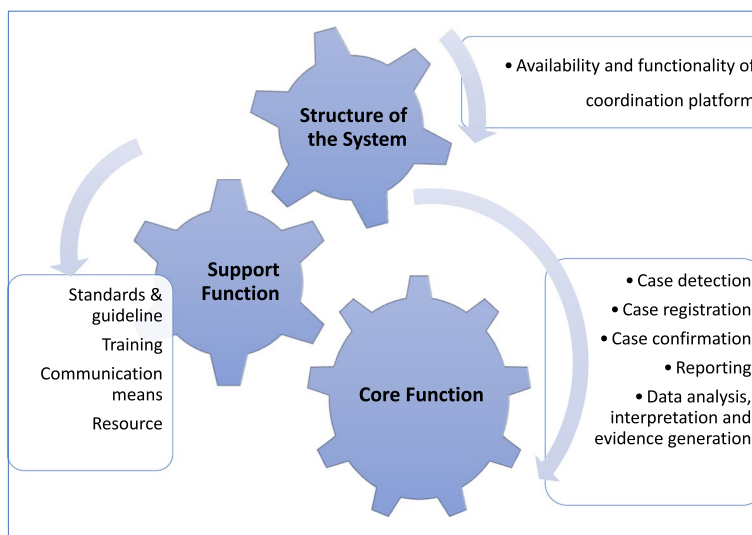 Structure of
the System
• Availability and functionality of
coordination platform
Support
Function
Standards &
guideline
Training
Communication
means
Resource
Core Function
• Case detection
• Case registration
• Case confirmation
• Reporting
• Data analysis,
interpretation and
evidence generation